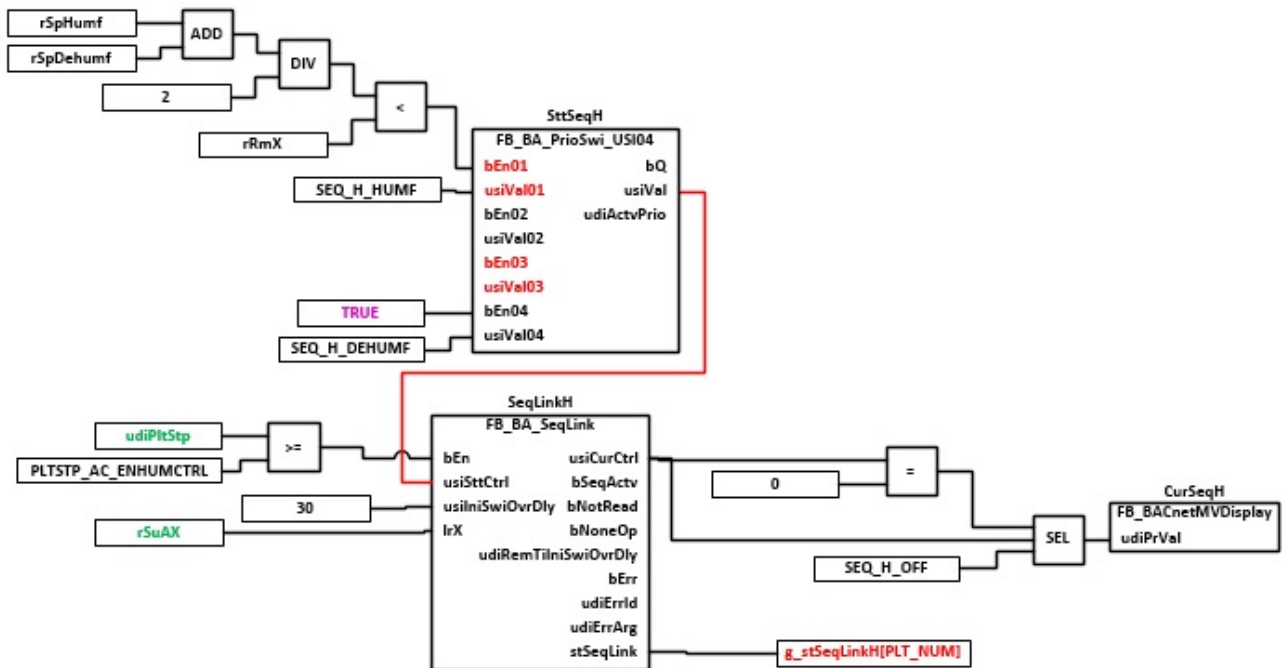 rSpHumf
ADD
rSpDehumf
DIV
2
<
rRmX
SttSeqH
FB_BA_PrioSwi_USI04
bEn01
bQ
SEQ_H_HUMF
usiVal01
usiVal
bEn02
udiActvPrio
usiVal02
bEn03
usiVal03
TRUE
bEn04
SEQ_H_DEHUMF
usiVal04
SeqLinkH
FB_BA_SeqLink
udiPltStp
>=
PLTSTP_AC_ENHUMCTRL
bEn
usiCurCtrl
usiSttCtrl
bSeqActv
0
=
30
usiIniSwiOvrDly
bNotRead
CurSeqH
FB_BACnetMVDisplay
rSuAX
lrX
bNoneOp
SEL
udiPrVal
udiRemTiIniSwiOvrDly
SEQ_H_OFF
bErr
udiErrId
udiErrArg
stSeqLink
g_stSeqLinkH[PLT_NUM]